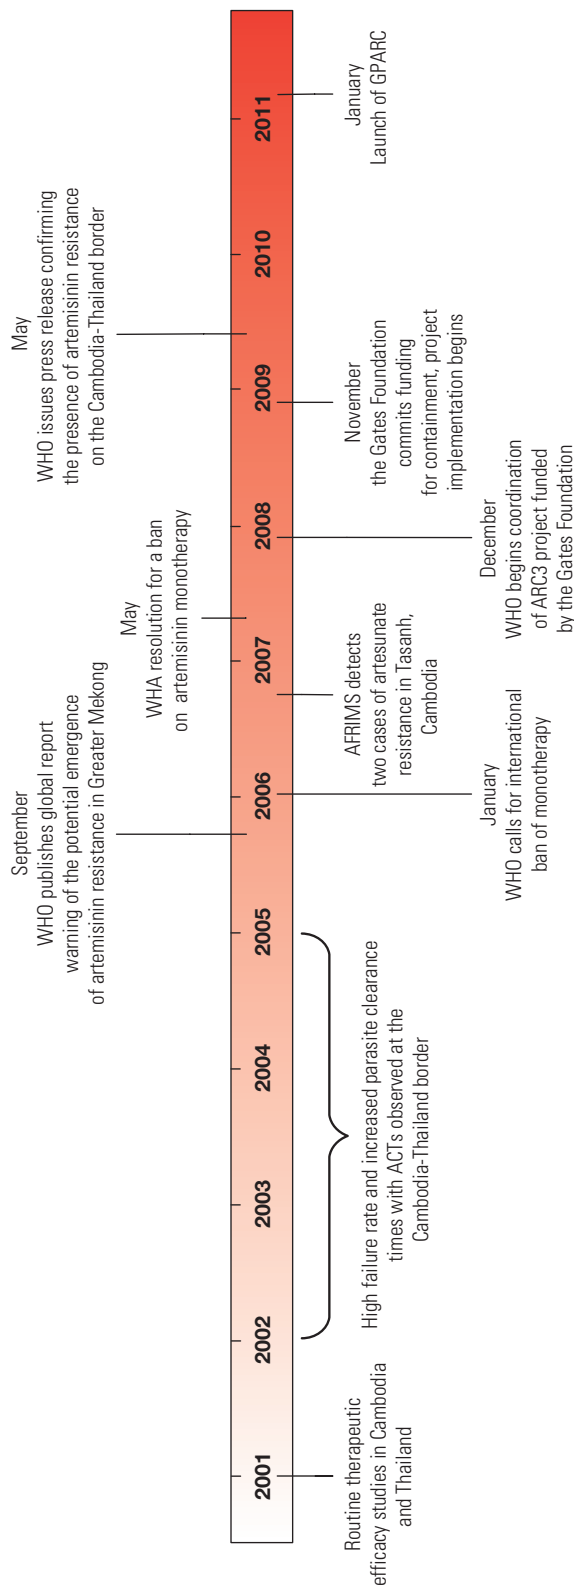 September
WHO publishes global report
warning of the potential emergence
of artemisinin resistance in Greater Mekong
May
WHA resolution for a ban
on artemisinin monotherapy
May
WHO issues press release confirming
the presence of artemisinin resistance
on the Cambodia-Thailand border
2001
2002
2003
2004
2005
2006
2007
2008
2009
2010
2011
Routine therapeutic
efficacy studies in Cambodia
and Thailand
High failure rate and increased parasite clearance
times with ACTs observed at the
Cambodia-Thailand border
January
WHO calls for international
ban of monotherapy
AFRIMS detects
two cases of artesunate
resistance in Tasanh,
Cambodia
December
WHO begins coordination
of ARC3 project funded
by the Gates Foundation
November
the Gates Foundation
commits funding
for containment, project
implementation begins
January
Launch of GPARC